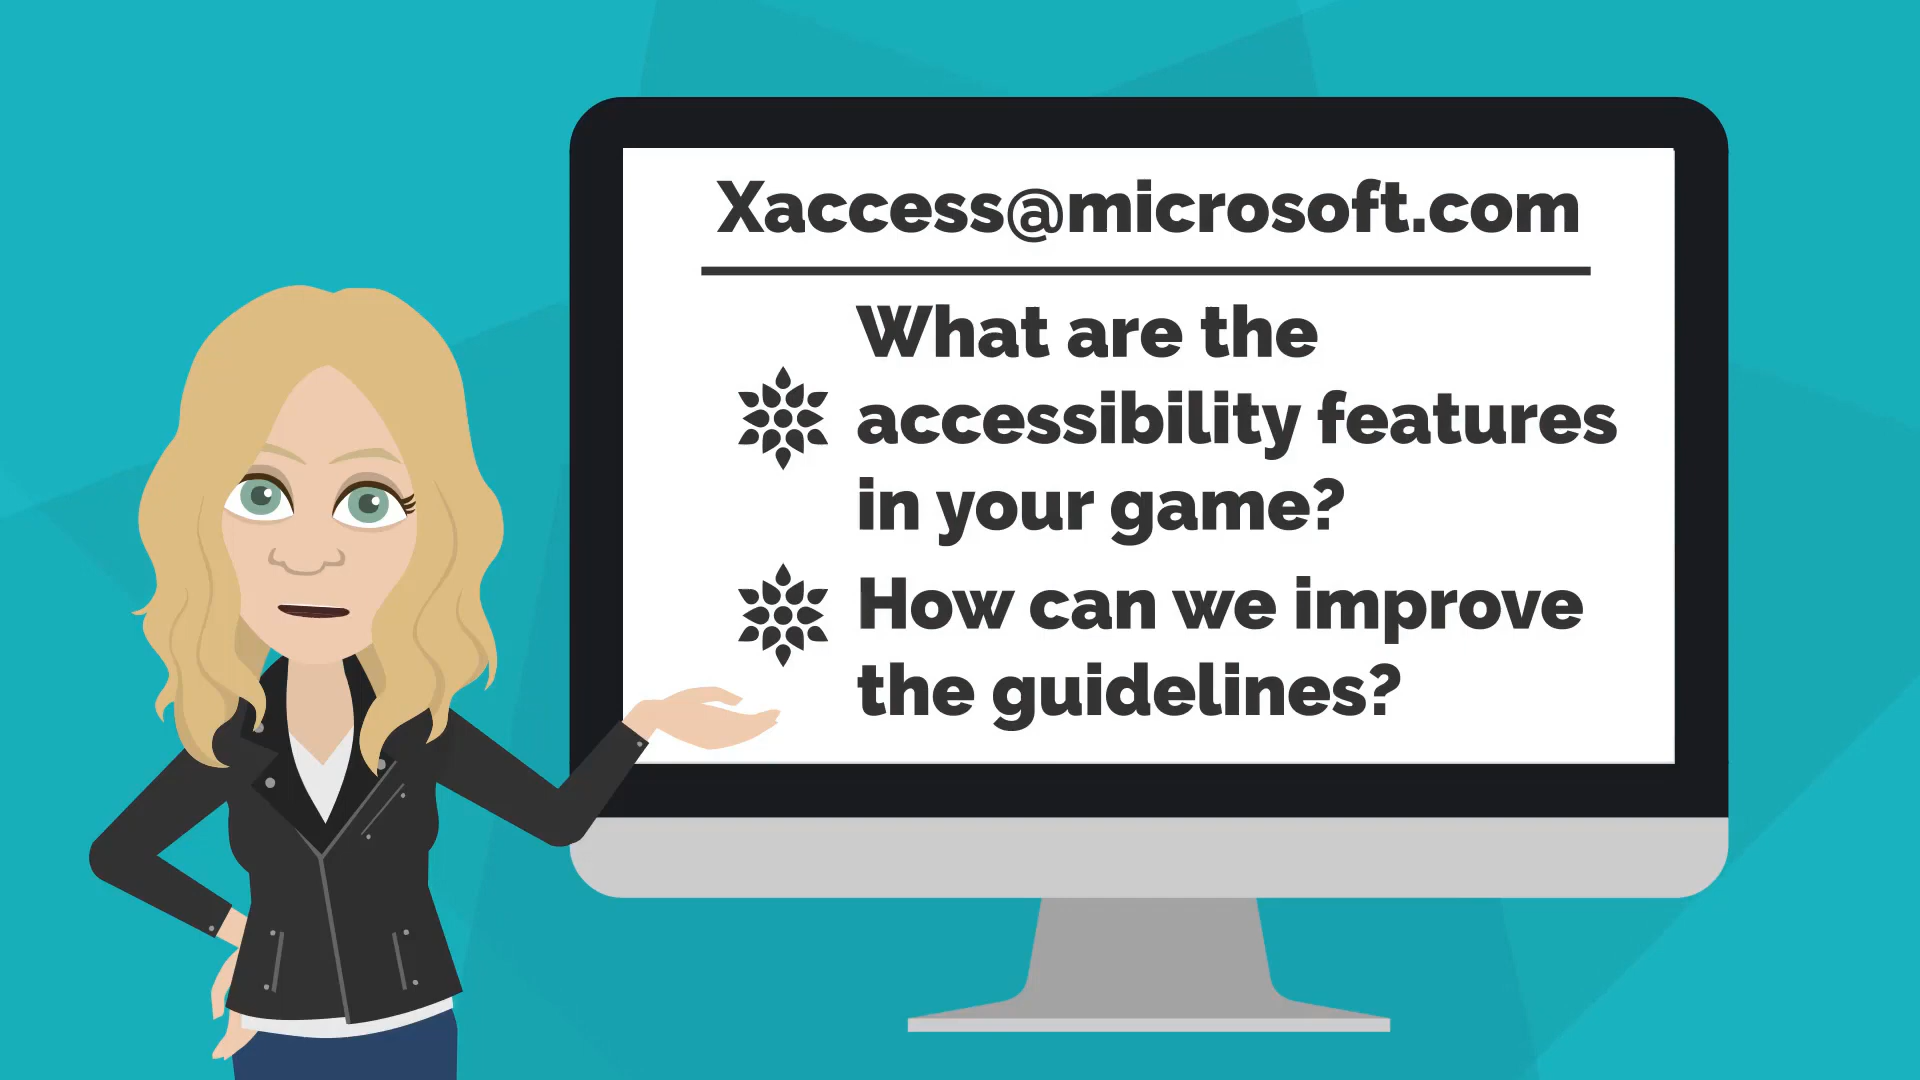 Xaccess@microsoft.com
What are the
accessibility features
in your game?
How can we improve
the guidelines?